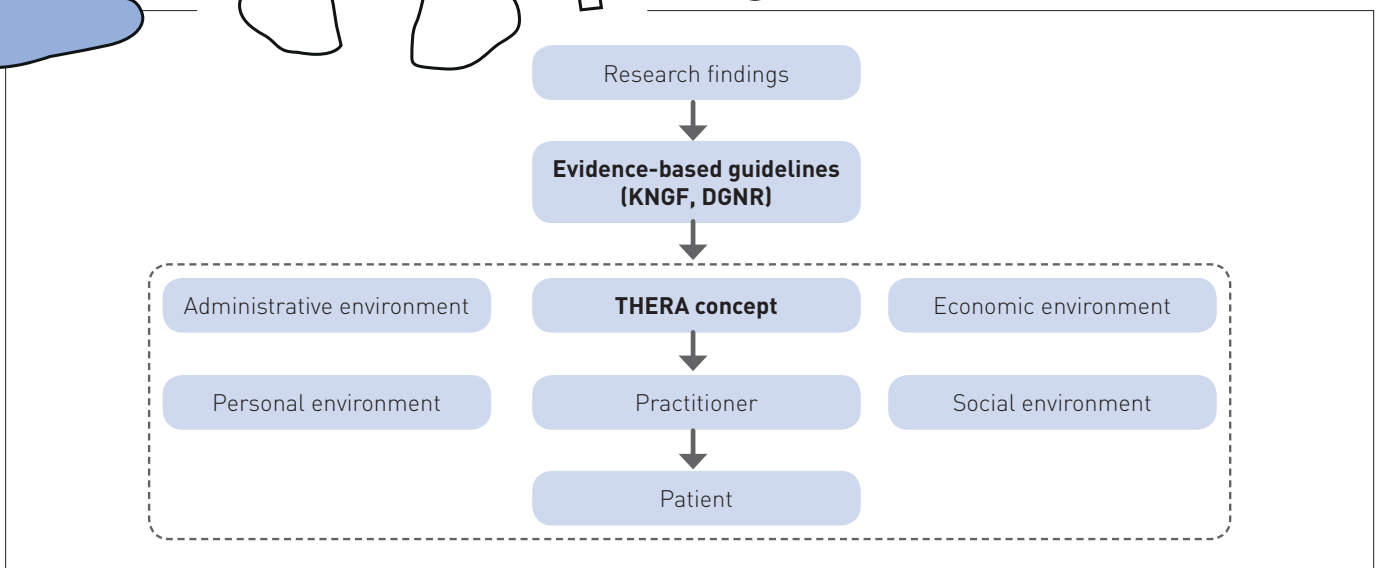 Research findings
Evidence-based guidelines
(KNGF, DGNR)
Administrative environment
THERA concept
Economic environment
Personal environment
Practitioner
Social environment
Patient